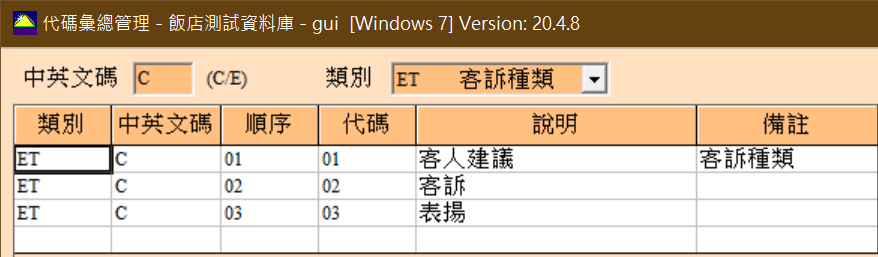 代碼彙總管理 - 飯店測試資料庫 - gui [Windows 7] Version: 20.4.8
中英文碼 C (C/E) 類別 ET 客訴種類
類別 中英文碼 順序 代碼 說明 備註
ET C 01 01 客人建議 客訴種類
ET C 02 02 客訴
ET C 03 03 表揚